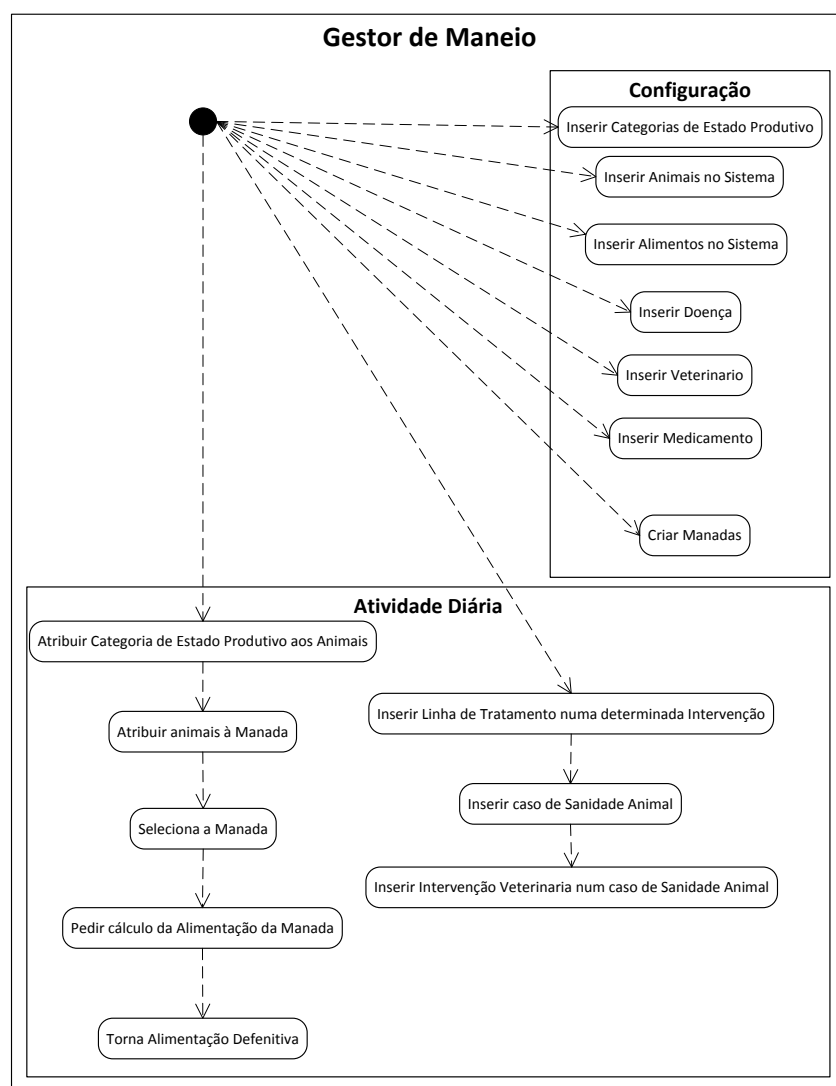 Gestor de Maneio
Configuração
Inserir Categorias de Estado Produtivo
Inserir Animais no Sistema
Inserir Alimentos no Sistema
Inserir Doença
Inserir Veterinario
Inserir Medicamento
Criar Manadas
Atividade Diária
Atribuir Categoria de Estado Produtivo aos Animais
Atribuir animais à Manada
Seleciona a Manada
Pedir cálculo da Alimentação da Manada
Torna Alimentação Defenitiva
Inserir Linha de Tratamento numa determinada Intervenção
Inserir caso de Sanidade Animal
Inserir Intervenção Veterinaria num caso de Sanidade Animal